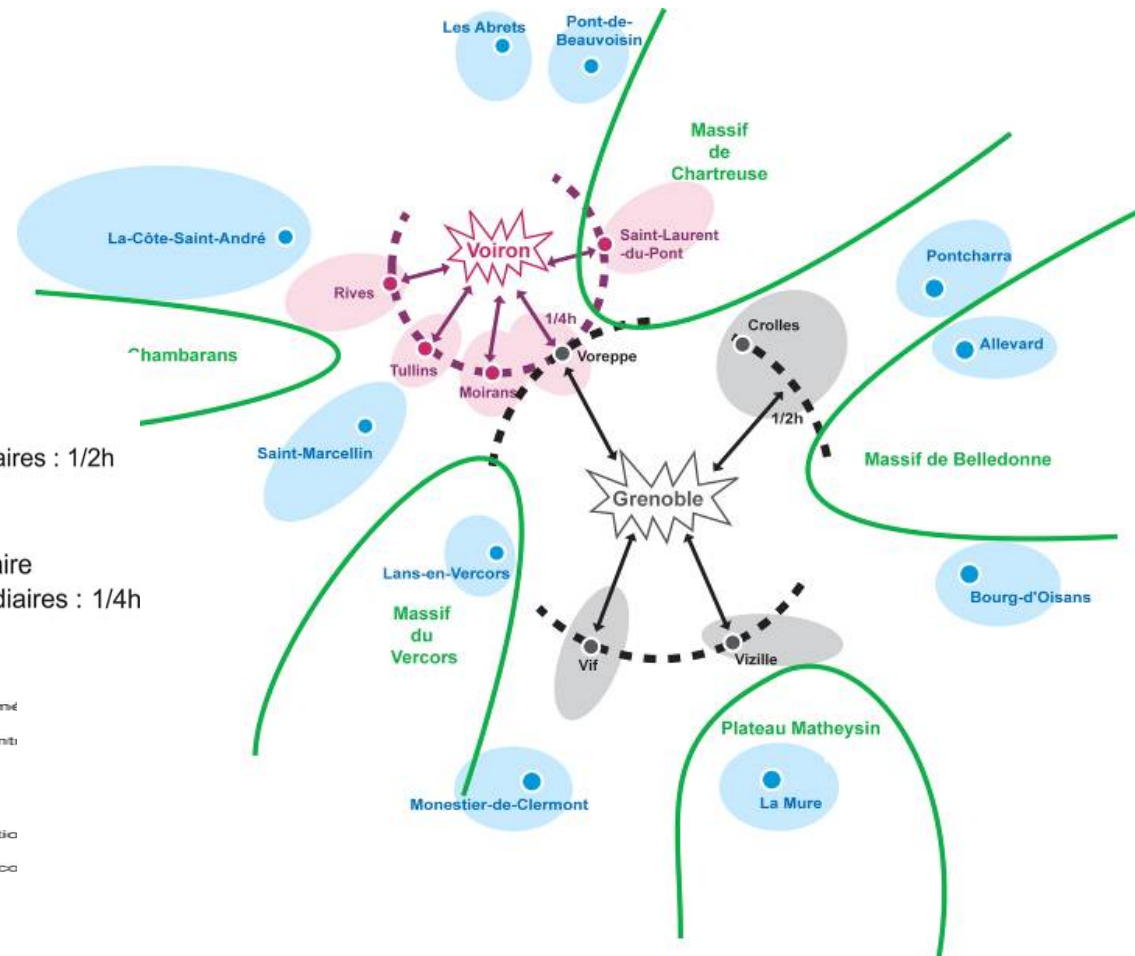 Les Abrets
Pont-de-
Beauvoisin
Massif
de
Chartreuse
La-Côte-Saint-André
Voiron
Saint-Laurent
-du-Pont
Pontcharra
Rives
1/4h
Crolles
Allevard
Chambarans
Voreppe
Tullins
Moirans
1/2h
Saint-Marcellin
aires : 1/2h
Massif de Belledonne
Grenoble
Lans-en-Vercors
aire
diaires : 1/4h
Bourg-d'Oisans
Massif
du
Vercors
Vif
Vizille
Plateau Matheysin
Monestier-de-Clermont
La Mure